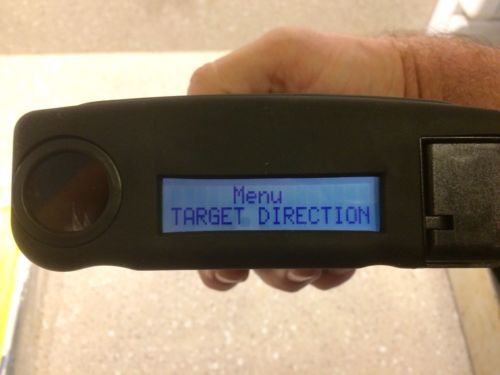 Menu
TARGET DIRECTION